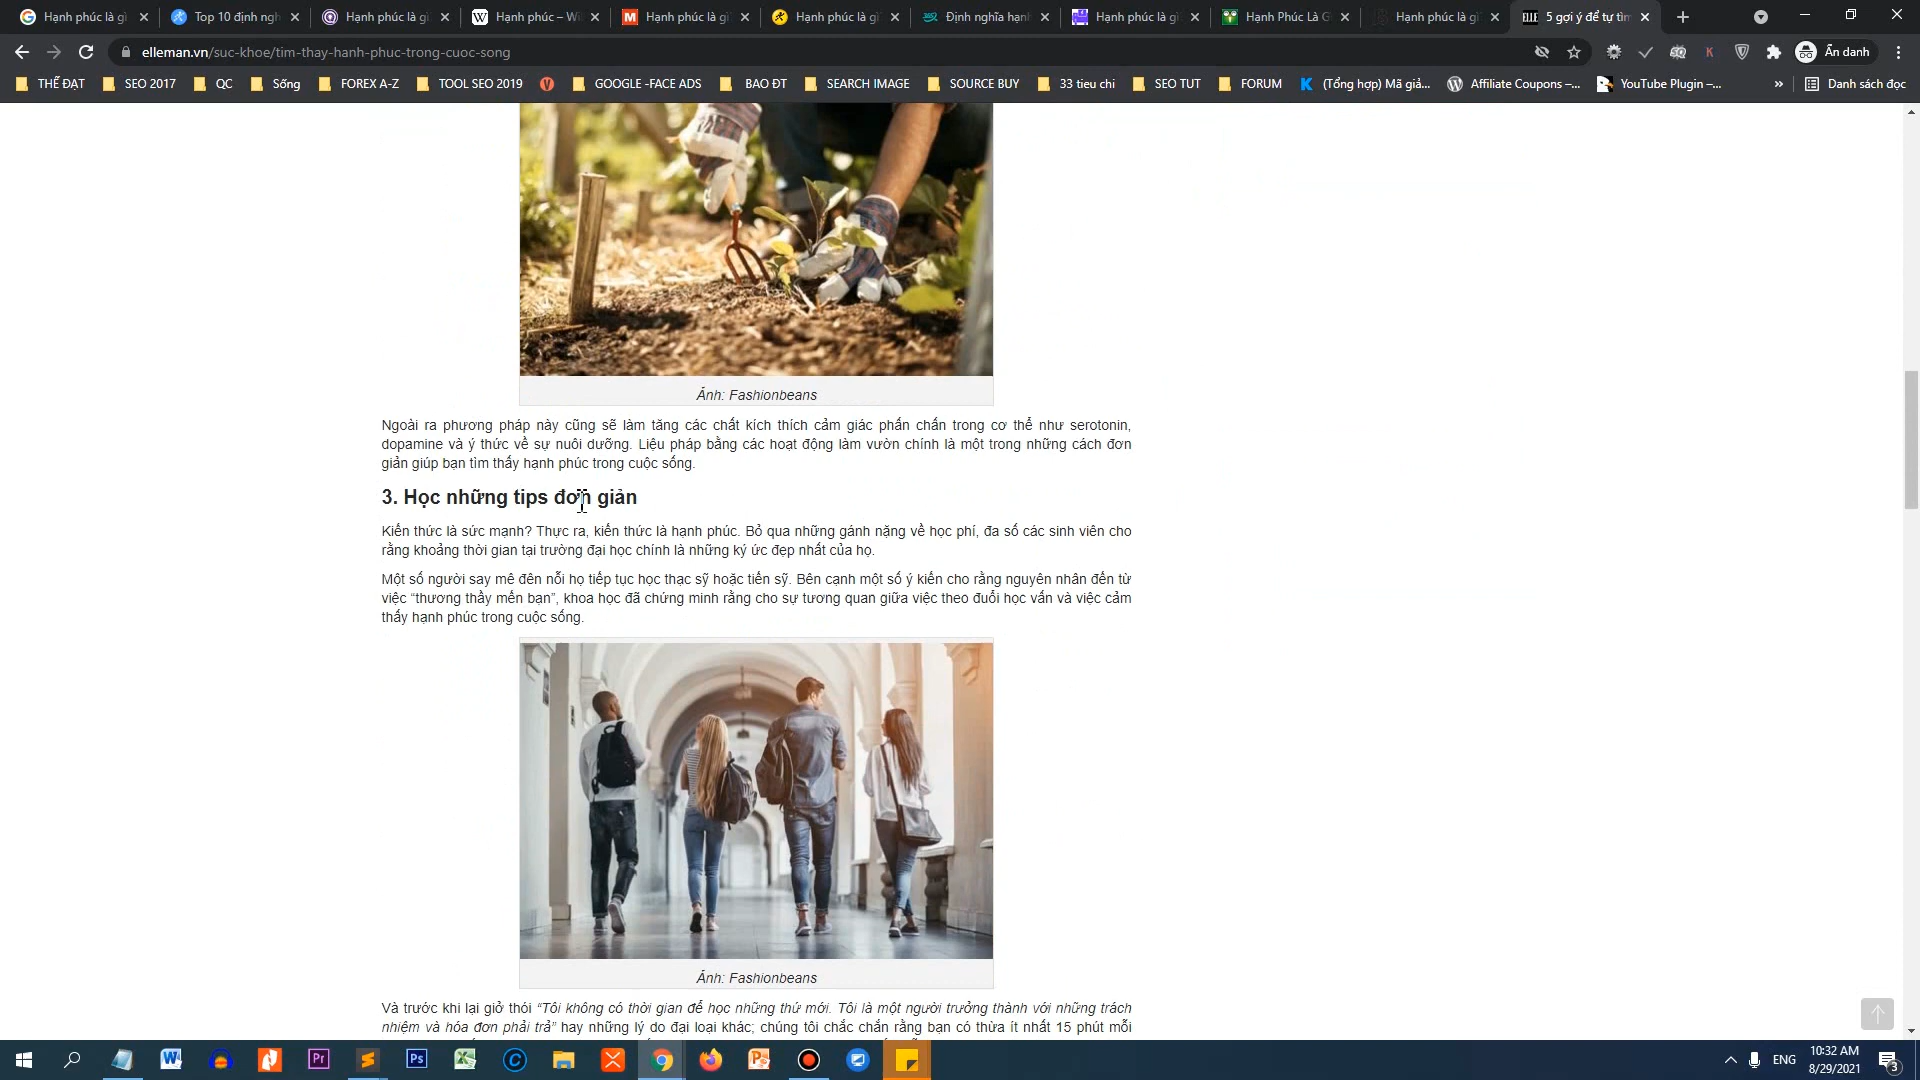 Hạnh phúc là gì
Top 10 định ngh
Hạnh phúc là gì
Hạnh phúc – Wi
Hạnh phúc là gì
Hạnh phúc là gì
Định nghĩa hạn
Hạnh phúc là gì
Hạnh Phúc Là G
Hạnh phúc là gì
5 gợi ý để tự tìm
elleman.vn/suc-khoe/tim-thay-hanh-phuc-trong-cuoc-song
Ẩn danh
THẾ ĐẠT
SEO 2017
QC
Sống
FOREX A-Z
TOOL SEO 2019
GOOGLE -FACE ADS
BAO ĐT
SEARCH IMAGE
SOURCE BUY
33 tieu chi
SEO TUT
FORUM
(Tổng hợp) Mã giả...
Affiliate Coupons –...
YouTube Plugin –...
»
Danh sách đọc
Ảnh: Fashionbeans
Ngoài ra phương pháp này cũng sẽ làm tăng các chất kích thích cảm giác phấn chấn trong cơ thể như serotonin,
dopamine và ý thức về sự nuôi dưỡng. Liệu pháp bằng các hoạt động làm vườn chính là một trong những cách đơn
giản giúp bạn tìm thấy hạnh phúc trong cuộc sống.
3. Học những tips đơn giản
Kiến thức là sức mạnh? Thực ra, kiến thức là hạnh phúc. Bỏ qua những gánh nặng về học phí, đa số các sinh viên cho
rằng khoảng thời gian tại trường đại học chính là những ký ức đẹp nhất của họ.
Một số người say mê đên nỗi họ tiếp tục học thạc sỹ hoặc tiến sỹ. Bên cạnh một số ý kiến cho rằng nguyên nhân đến từ
việc “thương thầy mến bạn”, khoa học đã chứng minh rằng cho sự tương quan giữa việc theo đuổi học vấn và việc cảm
thấy hạnh phúc trong cuộc sống.
Ảnh: Fashionbeans
Và trước khi lại giở thói “Tôi không có thời gian để học những thứ mới. Tôi là một người trưởng thành với những trách
nhiệm và hóa đơn phải trả” hay những lý do đại loại khác; chúng tôi chắc chắn rằng bạn có thừa ít nhất 15 phút mỗi
ENG
10:32 AM
8/29/2021
3